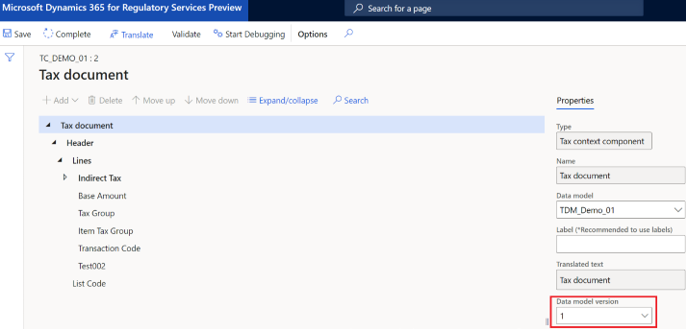 Microsoft Dynamics 365 for Regulatory Services Preview
Search for a page
Save
Complete
Translate
Validate
Start Debugging
Options
TC_DEMO_01 : 2
Tax document
Add
Delete
Move up
Move down
Expand/collapse
Search
Tax document
Header
Lines
Indirect Tax
Base Amount
Tax Group
Item Tax Group
Transaction Code
Test002
List Code
Properties
Type
Tax context component
Name
Tax document
Data model
TDM_Demo_01
Label (*Recommended to use labels)
Translated text
Tax document
Data model version
1